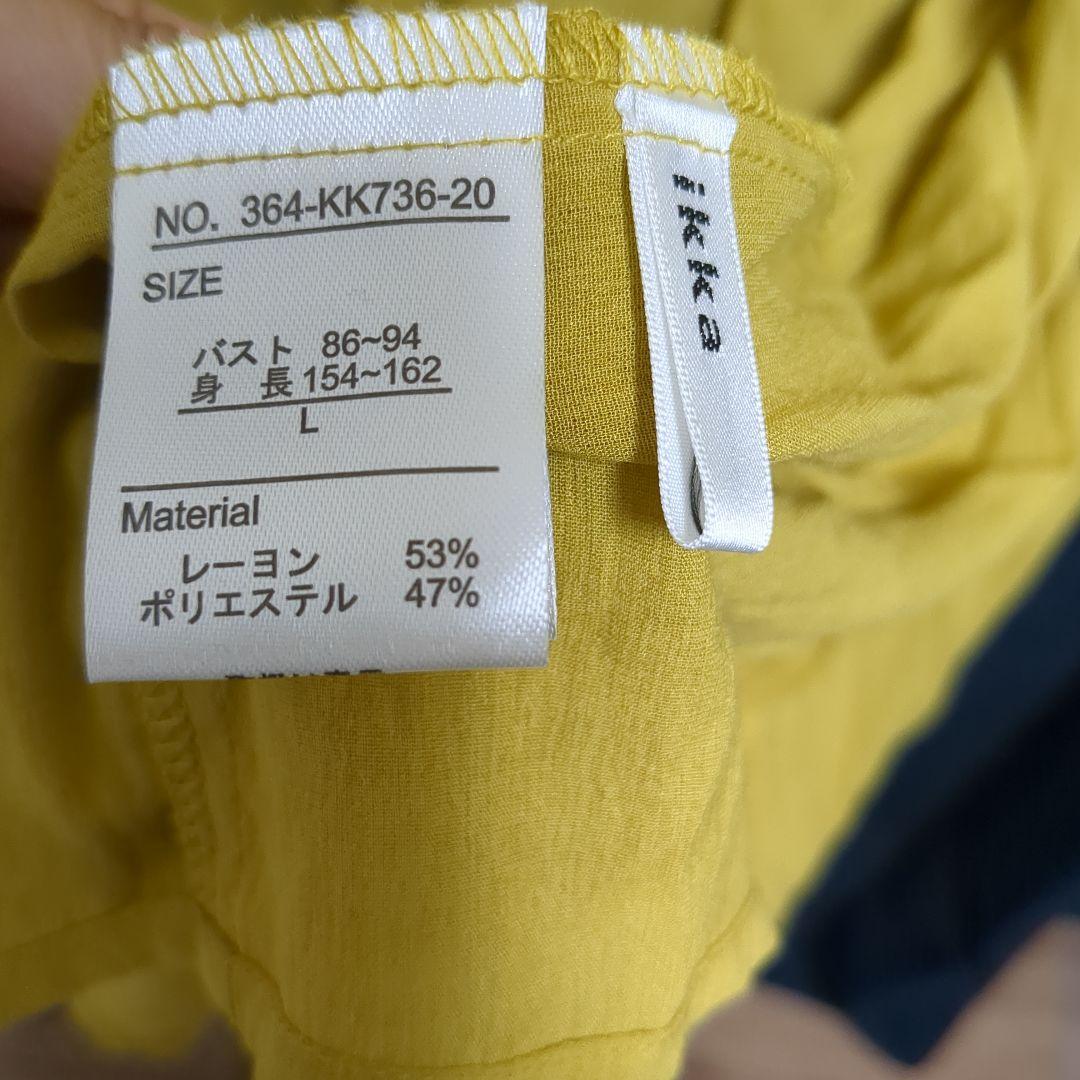 NO. 364-KK736-20
SIZE
バスト 86~94
身 長 154~162
L
Material
レーヨン 53%
ポリエステル 47%
ikka